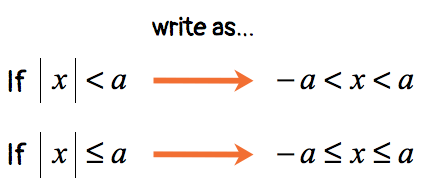 write as...
If |x| < a → −a < x < a
If |x| ≤ a → −a ≤ x ≤ a